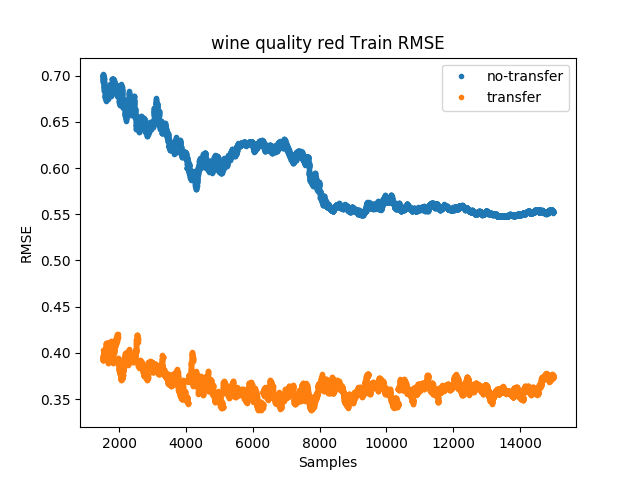 wine quality red Train RMSE
no-transfer
transfer
RMSE
0.70
0.65
0.60
0.55
0.50
0.45
0.40
0.35
2000 4000 6000 8000 10000 12000 14000
Samples